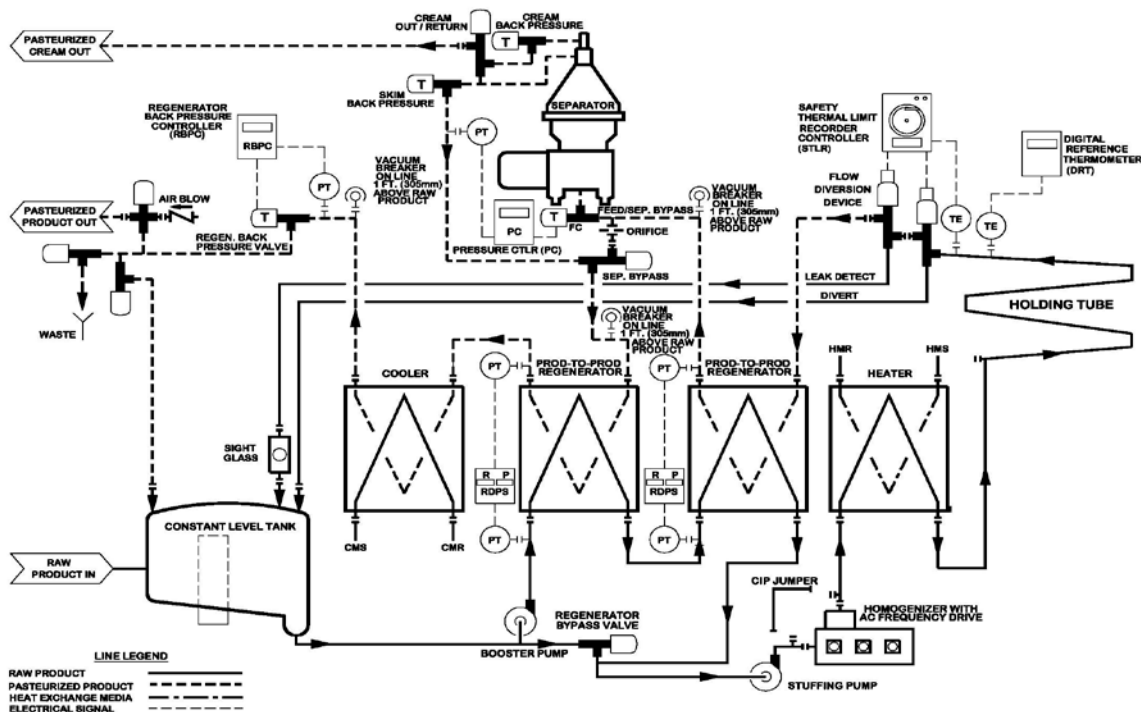 PASTEURIZED
CREAM OUT
CREAM
OUT / RETURN
CREAM
BACK PRESSURE
T
T
SKIM
BACK PRESSURE
SEPARATOR
REGENERATOR
BACK PRESSURE
CONTROLLER
(RBPC)
RBPC
PT
PT
SAFETY
THERMAL LIMIT
RECORDER
CONTROLLER
(STLR)
DIGITAL
REFERENCE
THERMOMETER
(DRT)
FLOW
DIVERSION
DEVICE
TE
TE
PASTEURIZED
PRODUCT OUT
AIR BLOW
T
REGEN. BACK
PRESSURE VALVE
VACUUM
BREAKER
ON LINE
1 FT. (305mm)
ABOVE RAW
PRODUCT
PC
T
FC
PRESSURE CTLR (PC)
FEED/SEP. BYPASS
ORIFICE
SEP. BYPASS
VACUUM
BREAKER
ON LINE
1 FT. (305mm)
ABOVE RAW
PRODUCT
WASTE
LEAK DETECT
DIVERT
HOLDING TUBE
VACUUM
BREAKER
ON LINE
1 FT. (305mm)
ABOVE RAW
PRODUCT
COOLER
PT
PROD-TO-PROD
REGENERATOR
PT
PROD-TO-PROD
REGENERATOR
HMR
HMS
HEATER
SIGHT
GLASS
R P
RDPS
R P
RDPS
PT
PT
CONSTANT LEVEL TANK
CMS
CMR
RAW
PRODUCT IN
CIP JUMPER
REGENERATOR
BYPASS VALVE
HOMOGENIZER WITH
AC FREQUENCY DRIVE
BOOSTER PUMP
STUFFING PUMP
LINE LEGEND
RAW PRODUCT
PASTEURIZED PRODUCT
HEAT EXCHANGE MEDIA
ELECTRICAL SIGNAL